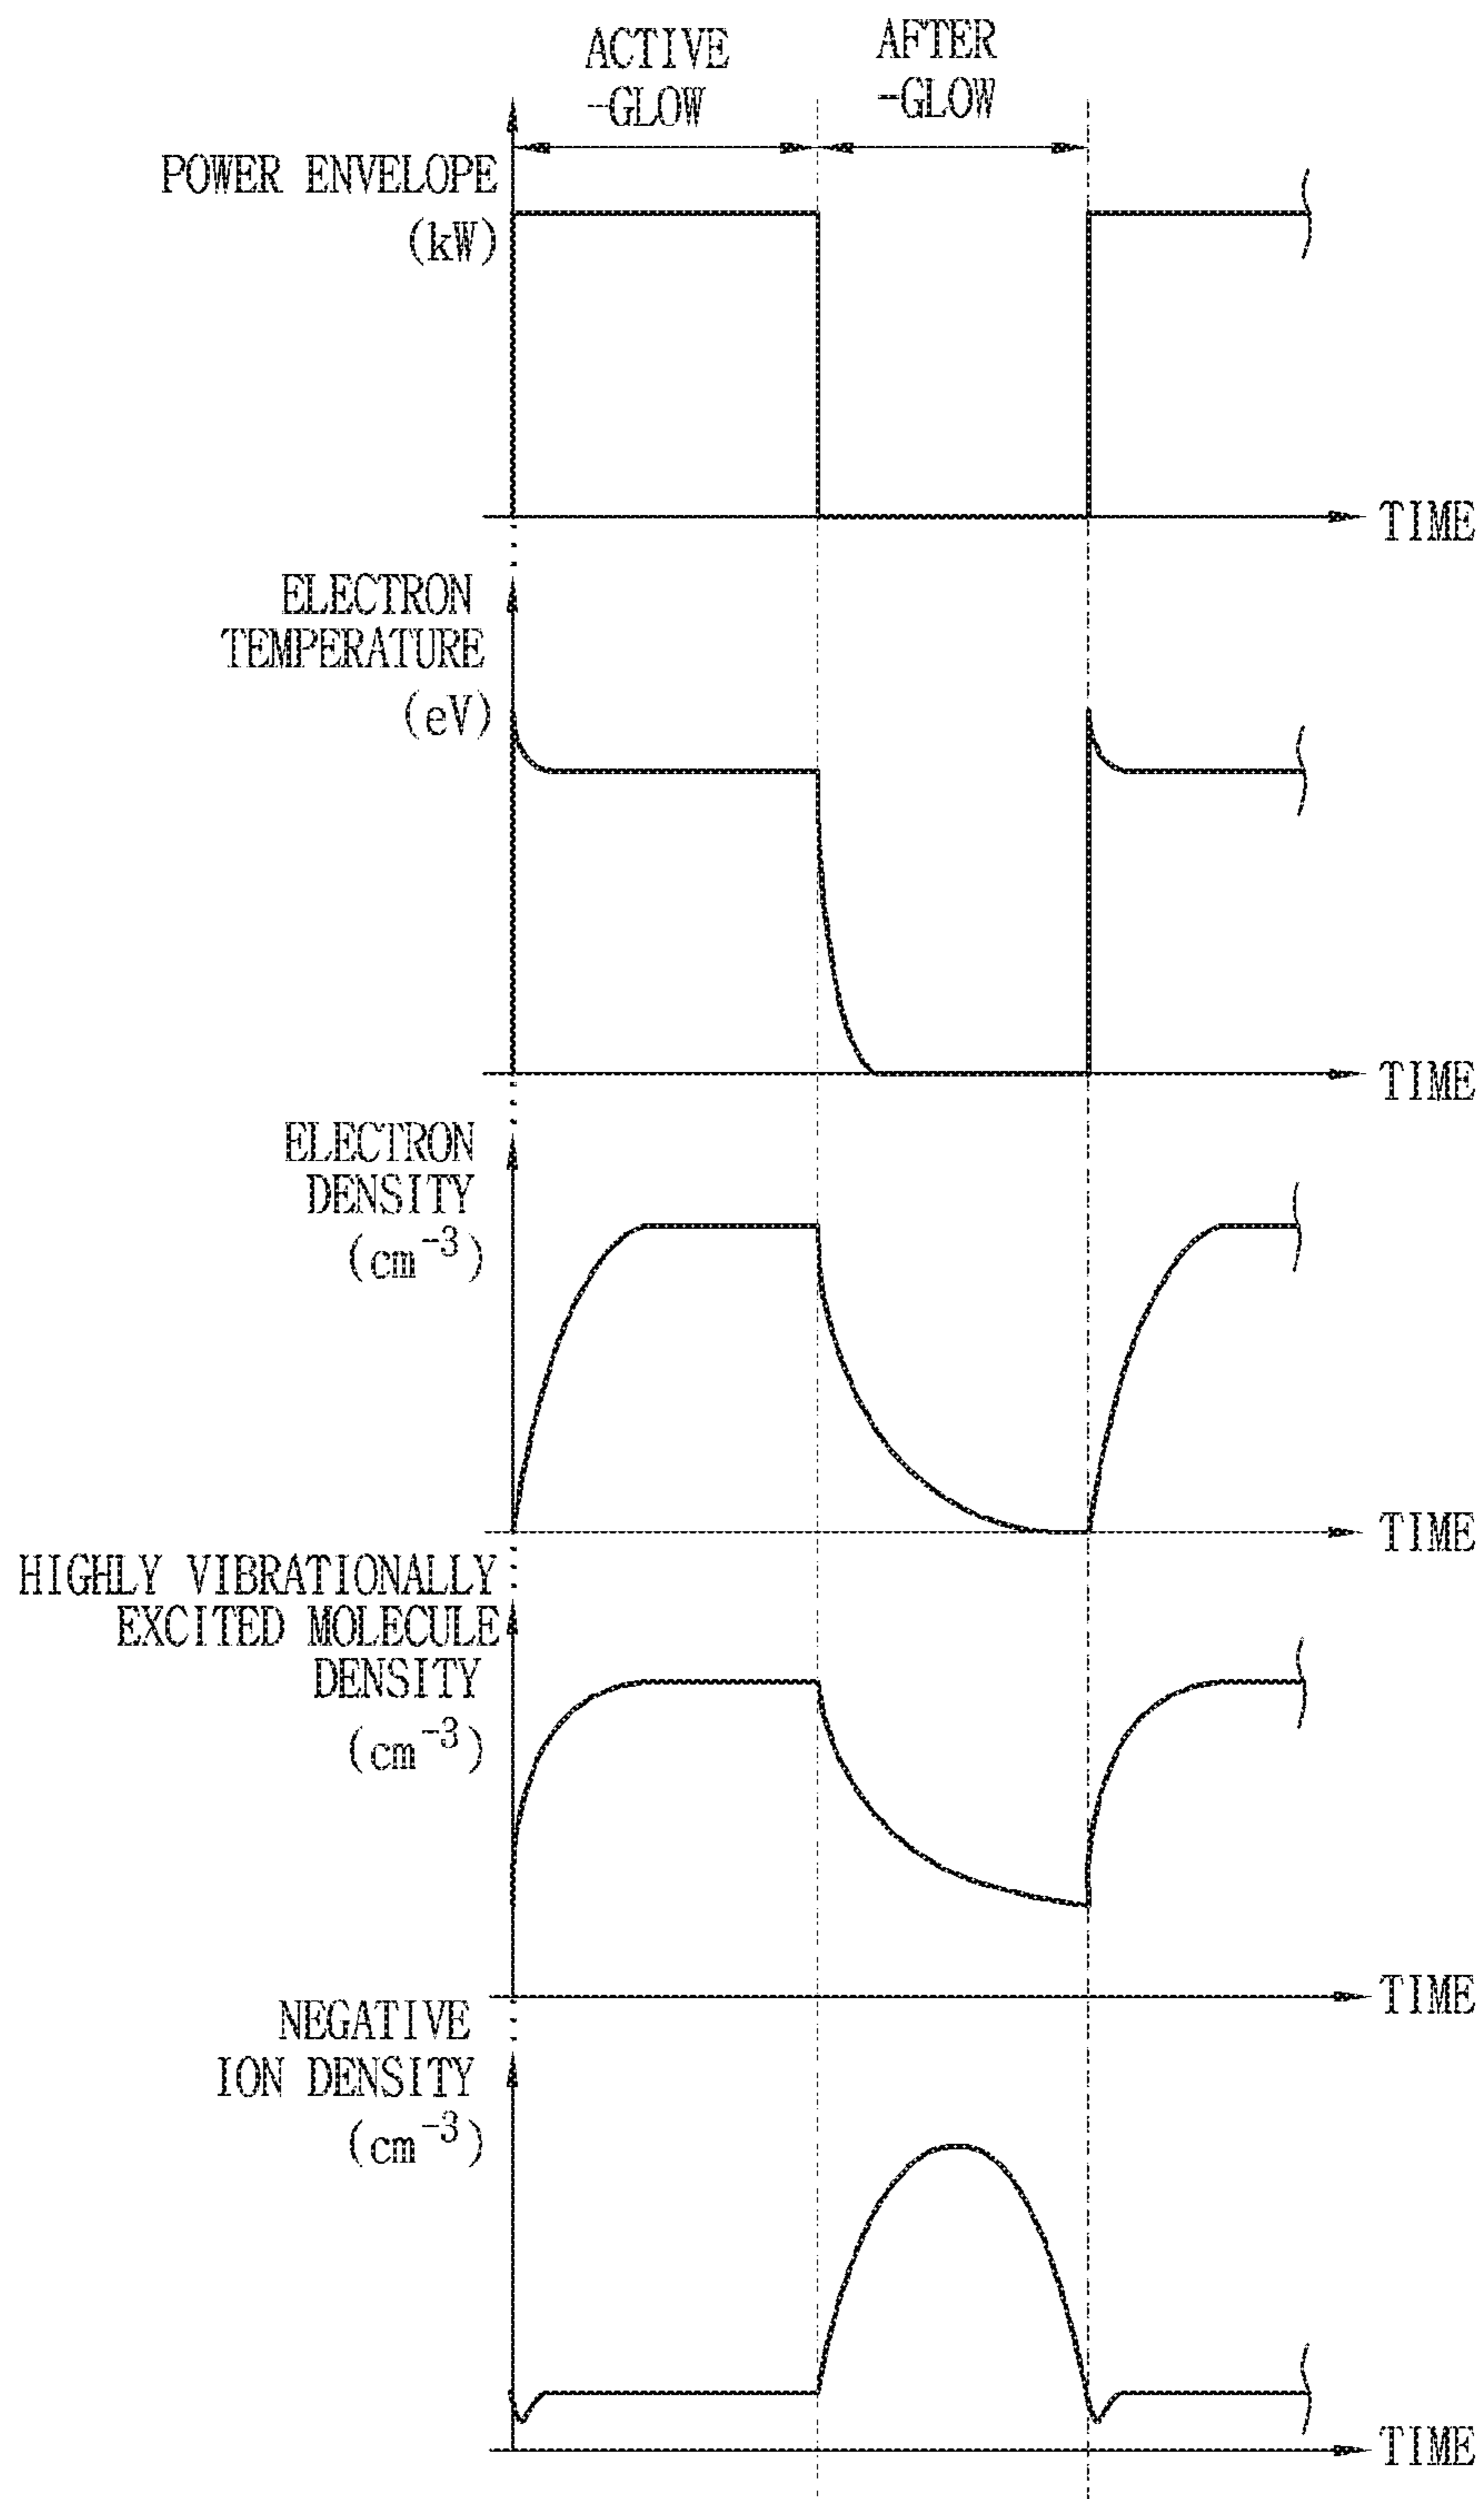 ACTIVE
-GLOW
AFTER
-GLOW
POWER ENVELOPE
(kW)
TIME
ELECTRON
TEMPERATURE
(eV)
TIME
ELECTRON
DENSITY
(cm⁻³)
TIME
HIGHLY VIBRATIONALLY
EXCITED MOLECULE
DENSITY
(cm⁻³)
TIME
NEGATIVE
ION DENSITY
(cm⁻³)
TIME